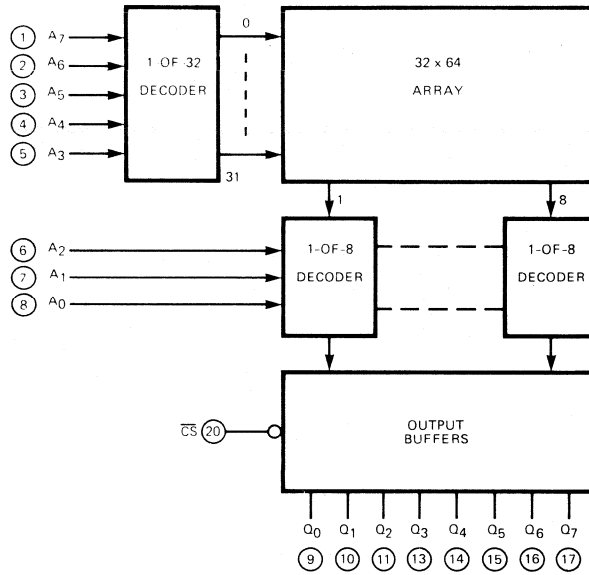 0
1 A7
2 A6
3 A5
4 A4
5 A3
1 OF 32
DECODER
31
32 x 64
ARRAY
1
8
6 A2
7 A1
8 A0
1-OF-8
DECODER
1-OF-8
DECODER
CS 20
OUTPUT
BUFFERS
Q0 Q1 Q2 Q3 Q4 Q5 Q6 Q7
9 10 11 13 14 15 16 17